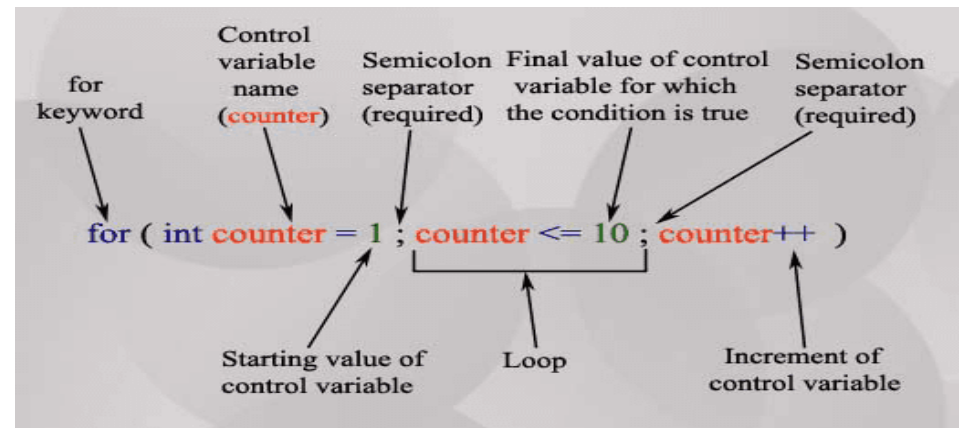 for
keyword
Control
variable
name
(counter)
Semicolon
separator
(required)
Final value of control
variable for which
the condition is true
Semicolon
separator
(required)
for ( int counter = 1 ; counter <= 10 ; counter++ )
Starting value of
control variable
Loop
Increment of
control variable